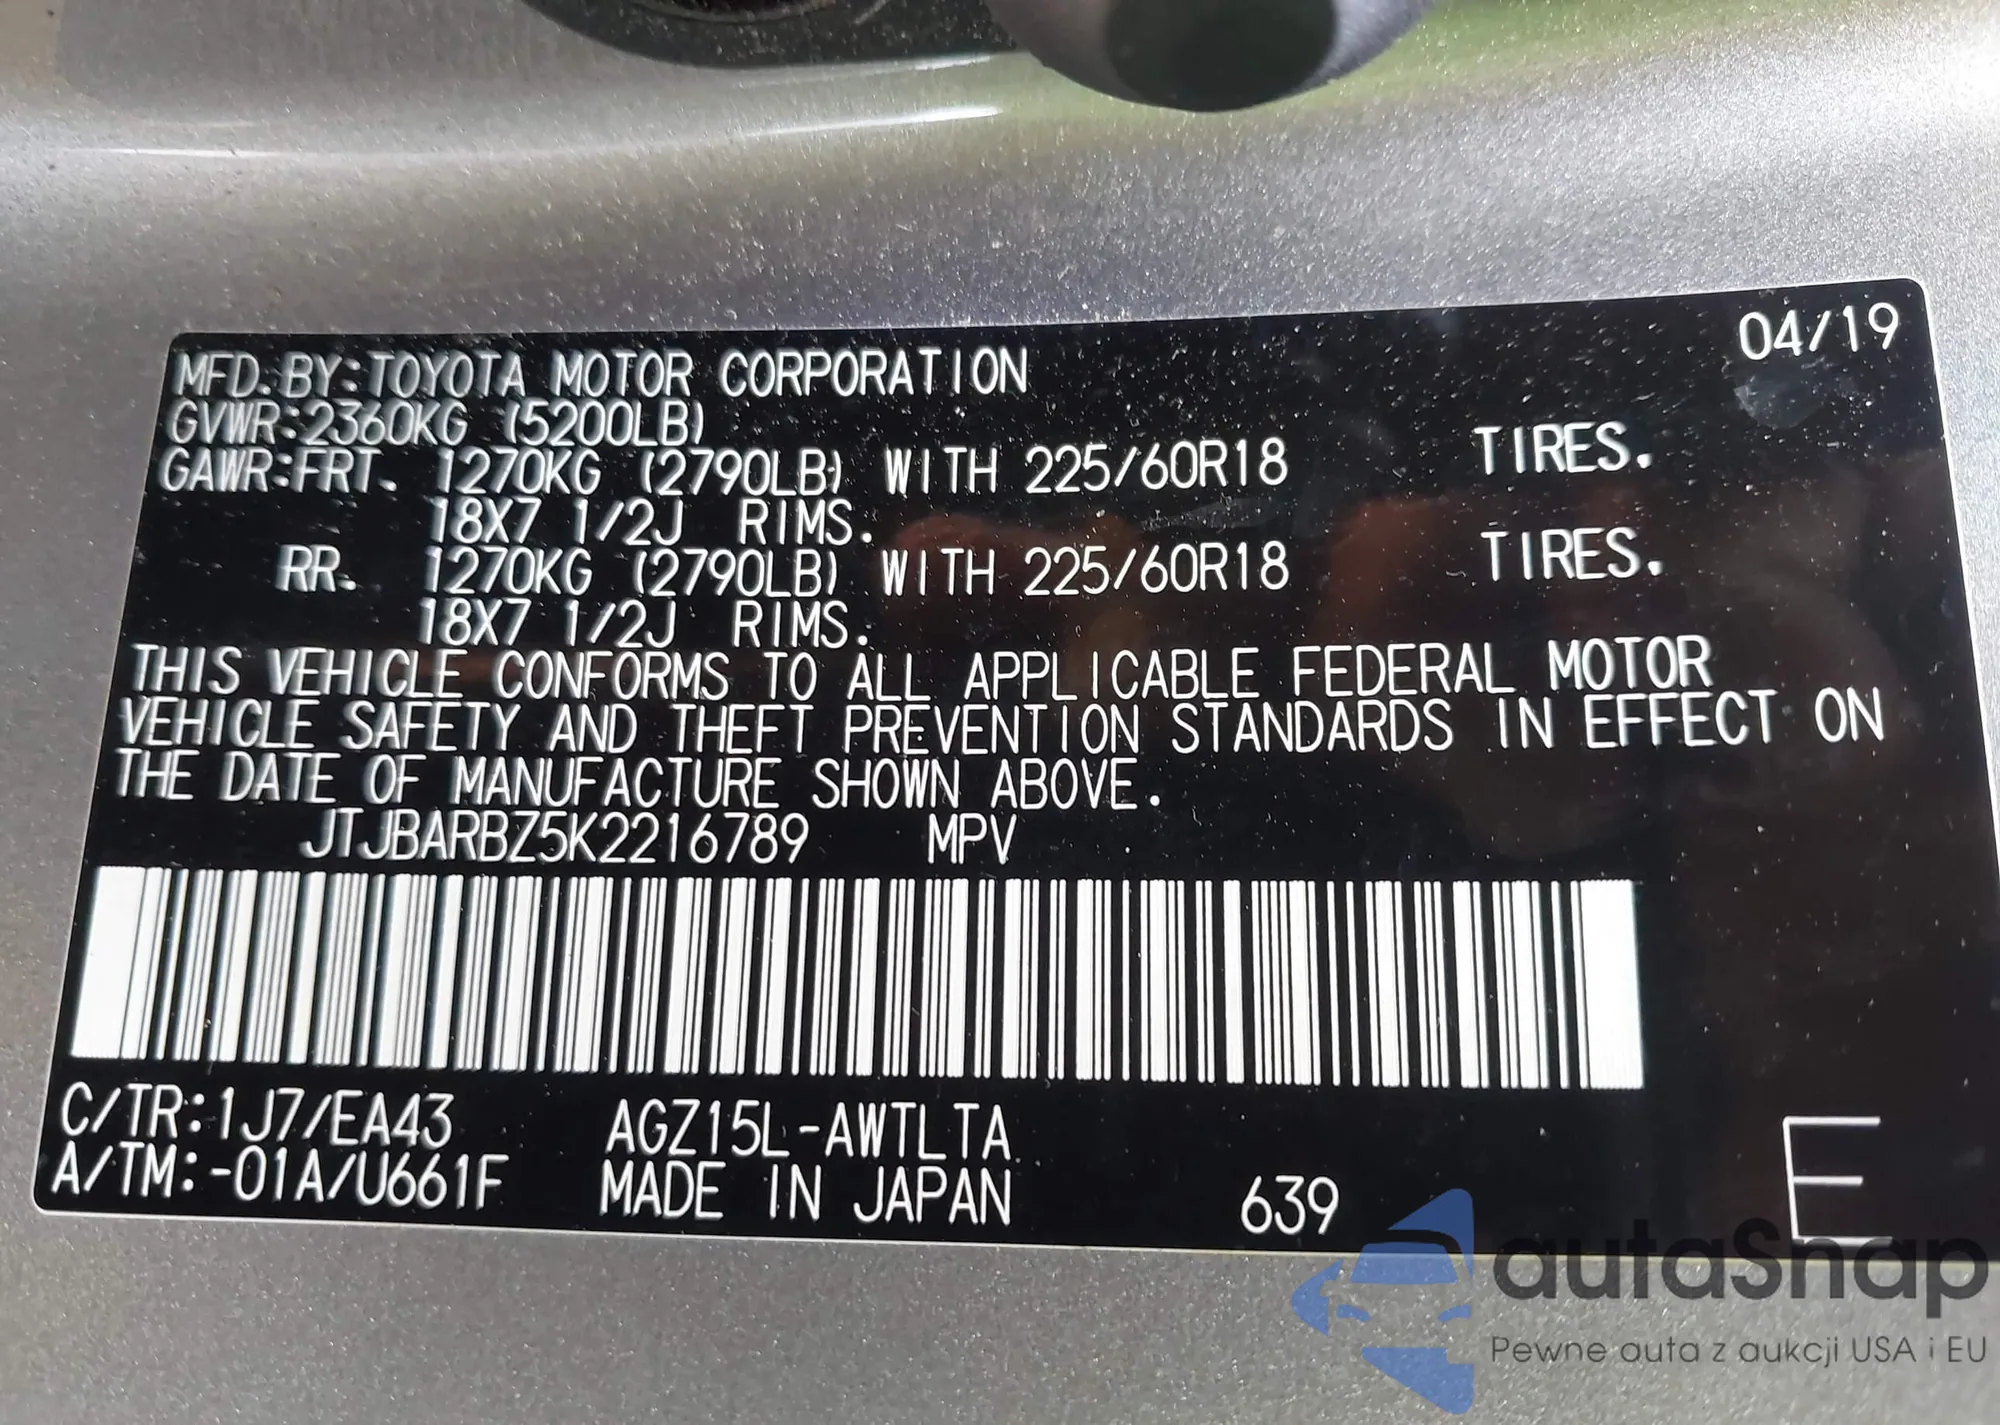 04/19
MFD. BY: TOYOTA MOTOR CORPORATION
GVWR: 2360KG (5200LB)
GAWR: FRT. 1270KG (2790LB) WITH 225/60R18 TIRES.
18X7 1/2J RIMS.
RR. 1270KG (2790LB) WITH 225/60R18 TIRES.
18X7 1/2J RIMS.
THIS VEHICLE CONFORMS TO ALL APPLICABLE FEDERAL MOTOR
VEHICLE SAFETY AND THEFT PREVENTION STANDARDS IN EFFECT ON
THE DATE OF MANUFACTURE SHOWN ABOVE.
JTJBARBZ5K2216789 MPV
C/TR: 1J7/EA43 AGZ15L-AWTLTA
A/TM: -01A/U661F MADE IN JAPAN 639 E
autaSnap
Pewne auta z aukcji USA i EU